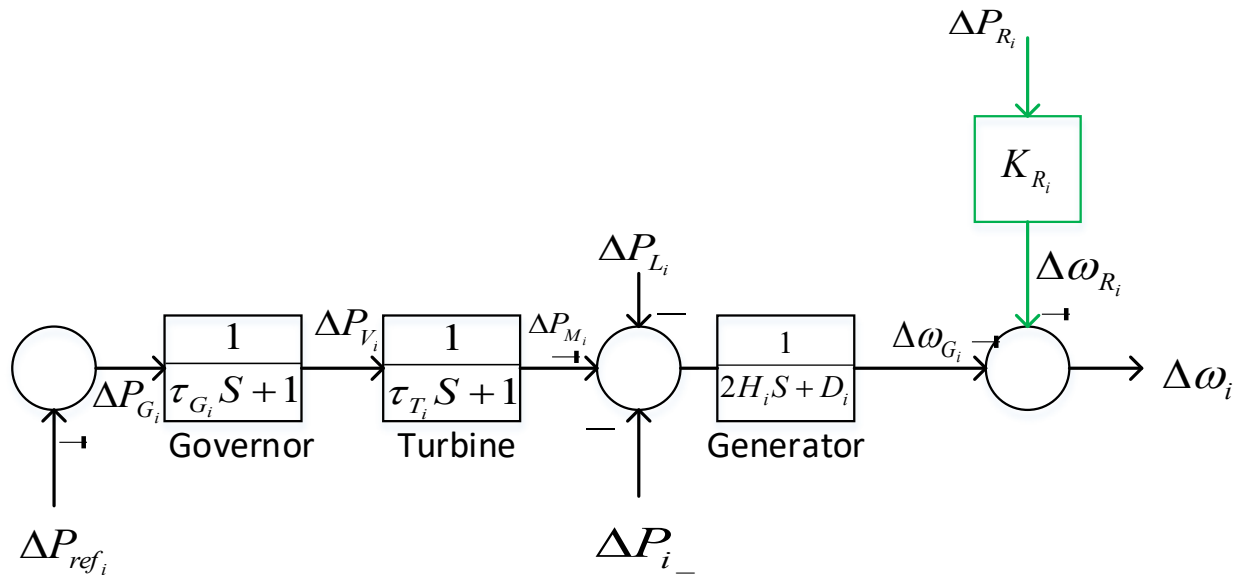 ΔP_{R_i}
K_{R_i}
ΔP_{L_i}
Δω_{R_i}
ΔP_{G_i}
1
τ_{G_i} S + 1
Governor
ΔP_{V_i}
1
τ_{T_i} S + 1
Turbine
ΔP_{M_i}
1
2H_i S + D_i
Generator
Δω_{G_i}
Δω_i
ΔP_{ref_i}
ΔP_{i_}